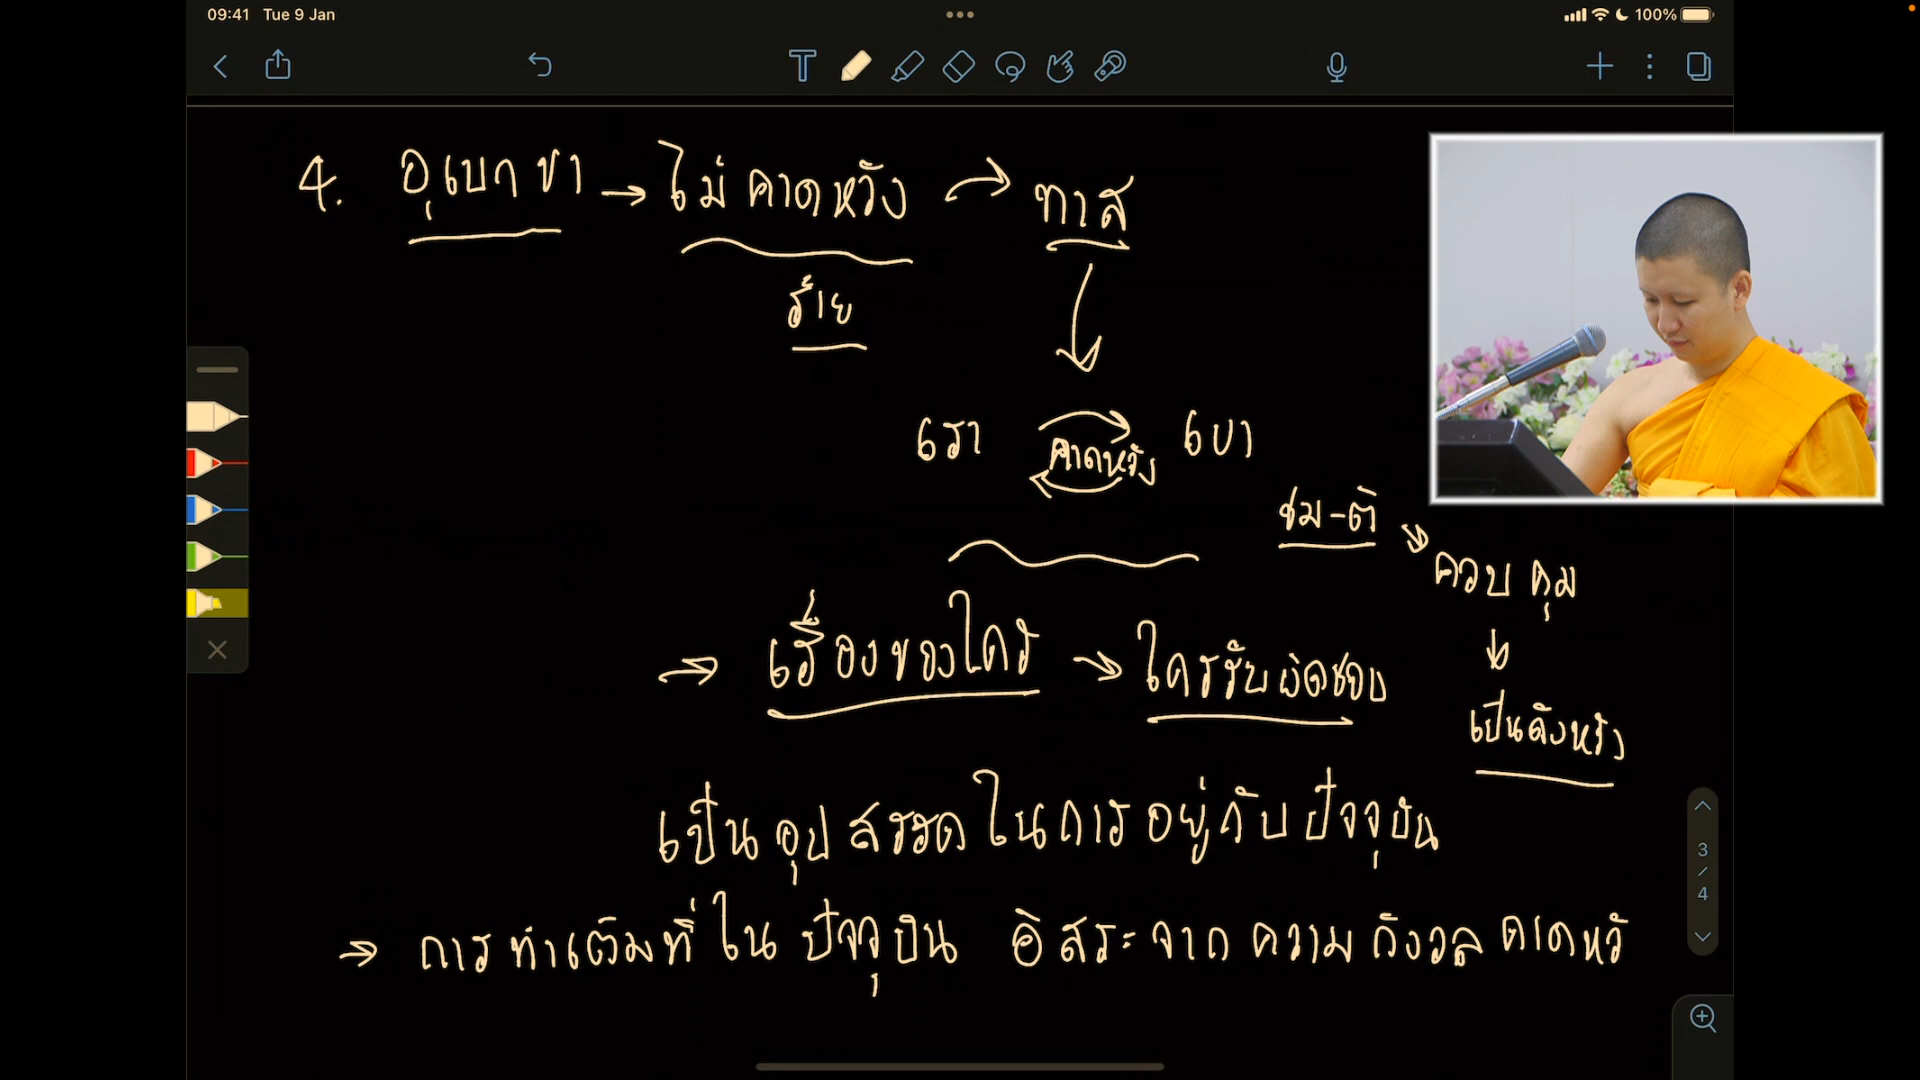 09:41 Tue 9 Jan
100%
4. อุเบกขา → ไม่คาดหวัง → ทาส
ร้าย
เรา คาดหวัง เขา
ชม-ตำ
ควบคุม
→ เรื่องของใคร → ใครรับผิดชอบ
เป็นดังหวัง
เป็นอุปสรรคในการอยู่กับปัจจุบัน
3
/
4
→ การทำเต็มที่ใน ปัจจุบัน อิสระจากความกังวลคาดหวั